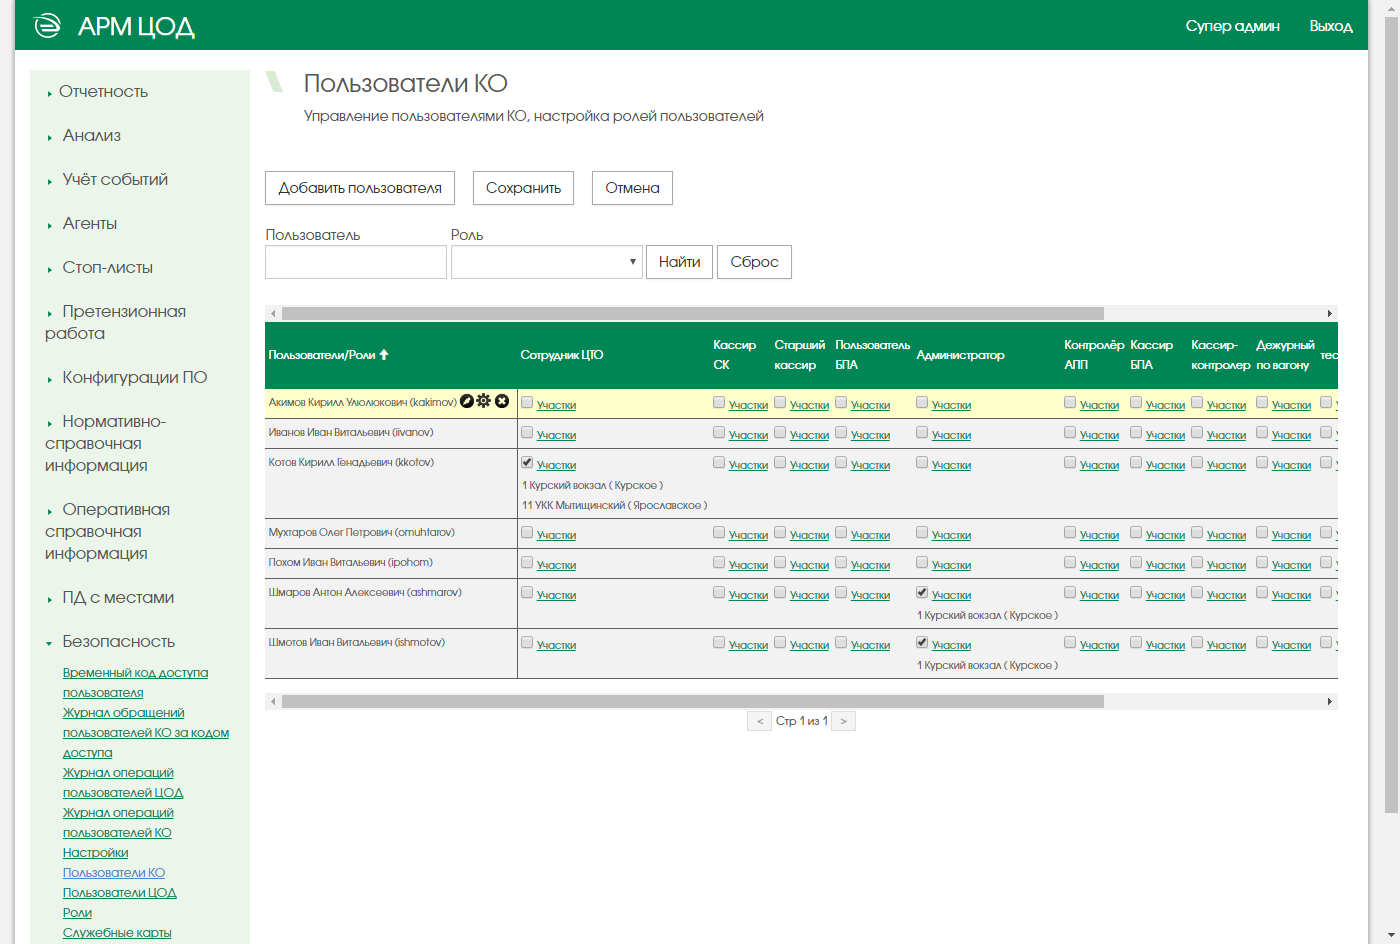 АРМ ЦОД
Супер админ Выход
Отчетность
Анализ
Учёт событий
Агенты
Стоп-листы
Претензионная
работа
Конфигурации ПО
Нормативно-
справочная
информация
Оперативная
справочная
информация
ПД с местами
Безопасность
Временный код доступа
пользователя
Журнал обращений
пользователей КО за кодом
доступа
Журнал операций
пользователей ЦОД
Журнал операций
пользователей КО
Настройки
Пользователи КО
Пользователи ЦОД
Роли
Служебные карты
Пользователи КО
Управление пользователями КО, настройка ролей пользователей
Добавить пользователя Сохранить Отмена
Пользователь Роль
Найти Сброс
Пользователи/Роли Сотрудник ЦТО Кассир СК Старший кассир Пользователь БПА Администратор Контролёр АПП Кассир БПА Кассир-контролер Дежурный по вагону тес
Акимов Кирилл Улюлюкович (kakimov) Участки Участки Участки Участки Участки Участки Участки Участки Участки
Иванов Иван Витальевич (iivanov) Участки Участки Участки Участки Участки Участки Участки Участки Участки
Котов Кирилл Генадьевич (kkotov) Участки Участки Участки Участки Участки Участки Участки Участки Участки
1 Курский вокзал ( Курское )
11 УКК Мытищинский ( Ярославское )
Мухтаров Олег Петрович (omuhtarov) Участки Участки Участки Участки Участки Участки Участки Участки Участки
Похом Иван Витальевич (ipohom) Участки Участки Участки Участки Участки Участки Участки Участки Участки
Шмаров Антон Алексеевич (ashmarov) Участки Участки Участки Участки Участки Участки Участки Участки Участки
1 Курский вокзал ( Курское )
Шмотов Иван Витальевич (ishmotov) Участки Участки Участки Участки Участки Участки Участки Участки Участки
1 Курский вокзал ( Курское )
< Стр 1 из 1 >